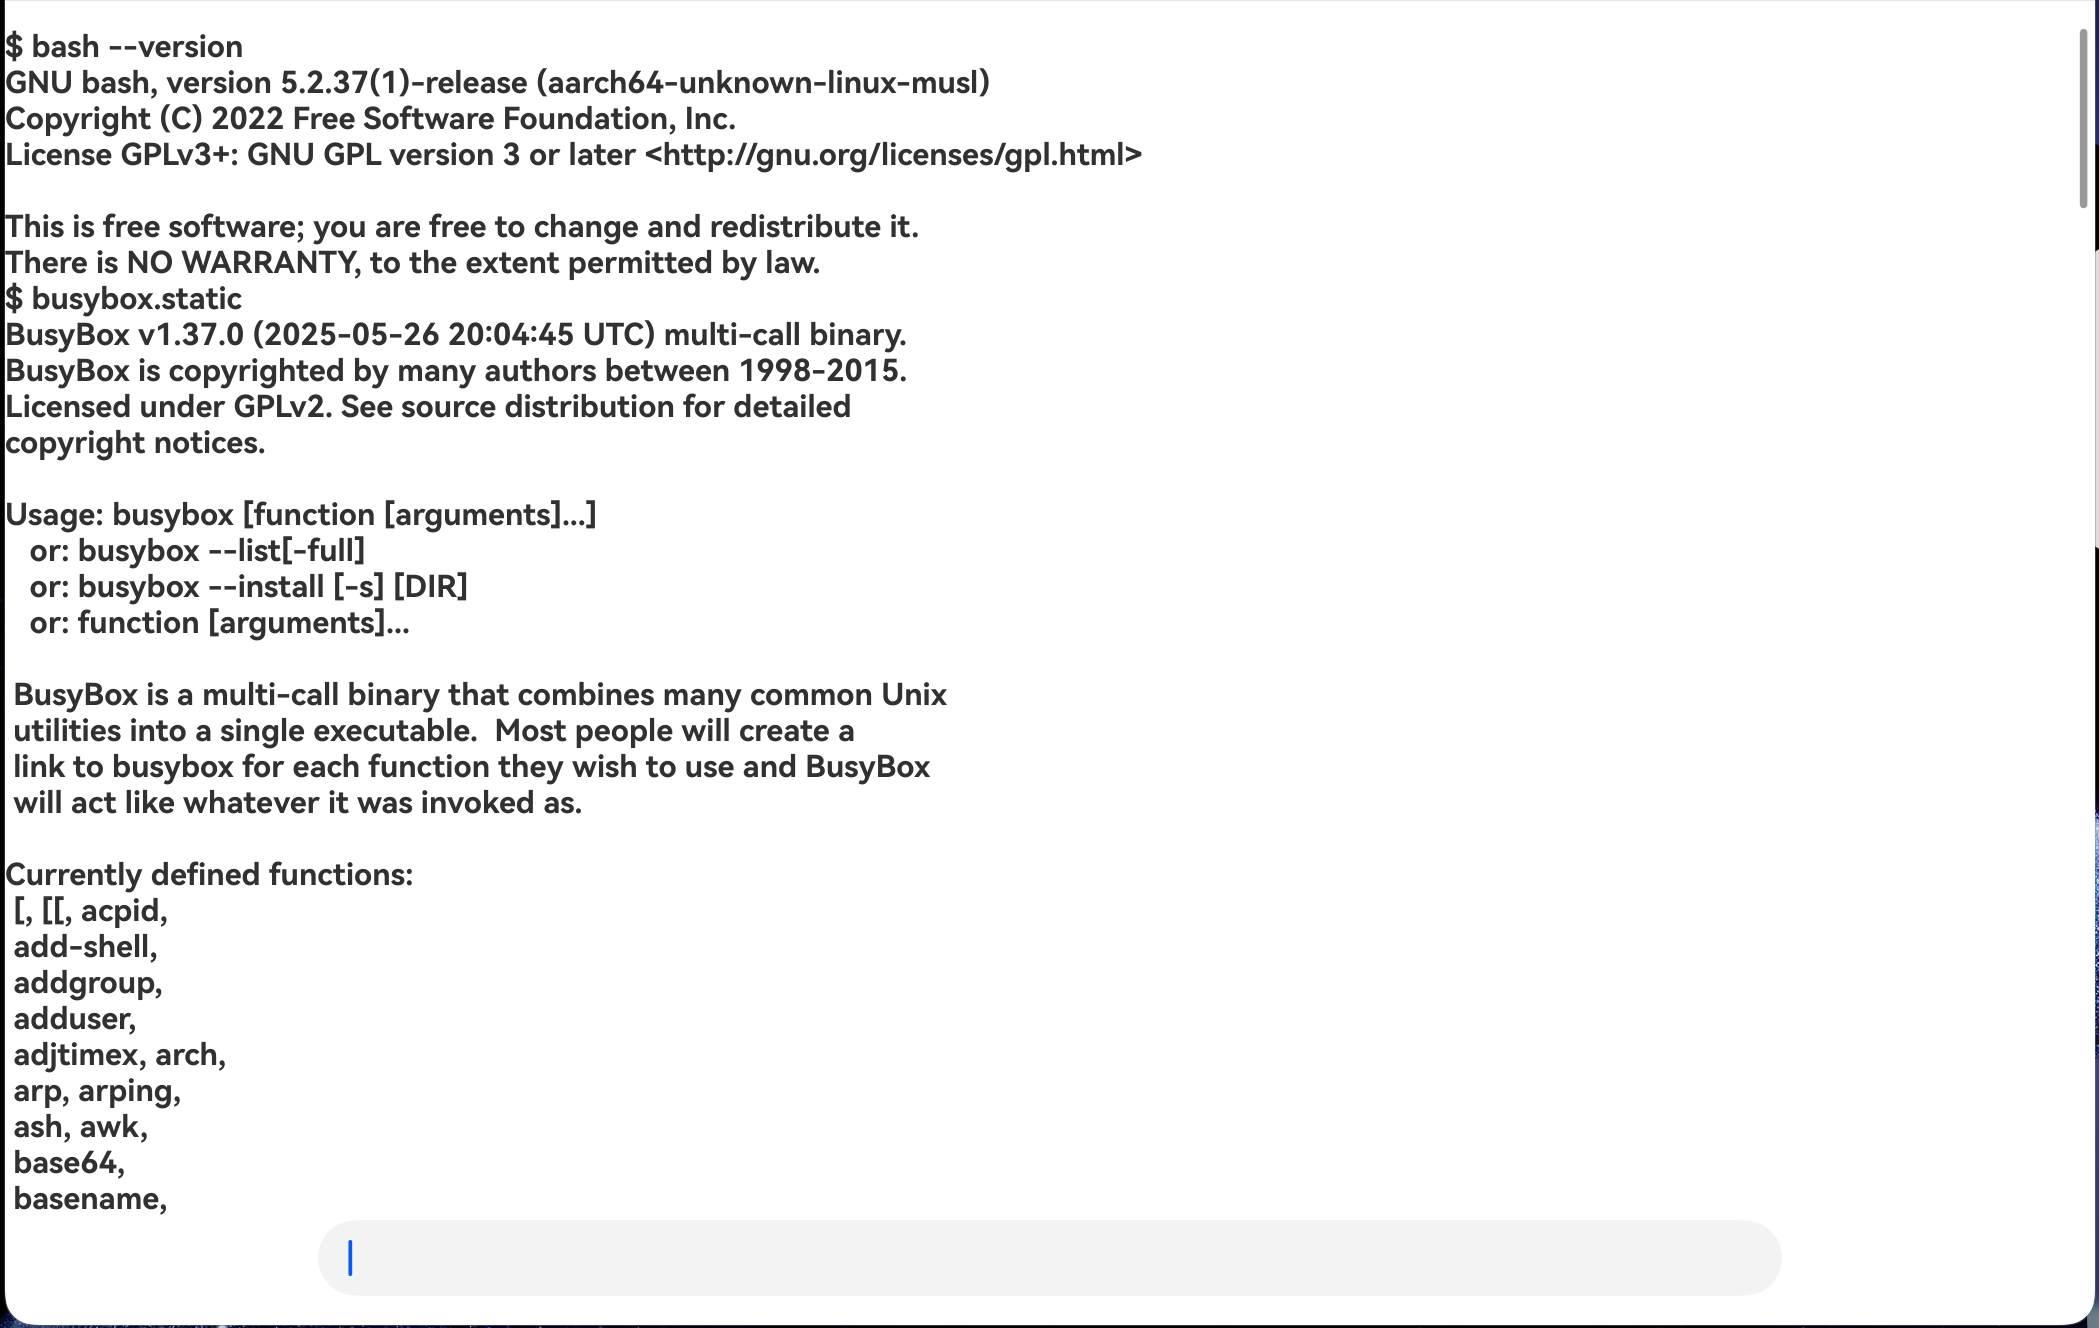 $ bash --version
GNU bash, version 5.2.37(1)-release (aarch64-unknown-linux-musl)
Copyright (C) 2022 Free Software Foundation, Inc.
License GPLv3+: GNU GPL version 3 or later <http://gnu.org/licenses/gpl.html>

This is free software; you are free to change and redistribute it.
There is NO WARRANTY, to the extent permitted by law.
$ busybox.static
BusyBox v1.37.0 (2025-05-26 20:04:45 UTC) multi-call binary.
BusyBox is copyrighted by many authors between 1998-2015.
Licensed under GPLv2. See source distribution for detailed
copyright notices.

Usage: busybox [function [arguments]...]
   or: busybox --list[-full]
   or: busybox --install [-s] [DIR]
   or: function [arguments]...

 BusyBox is a multi-call binary that combines many common Unix
 utilities into a single executable.  Most people will create a
 link to busybox for each function they wish to use and BusyBox
 will act like whatever it was invoked as.

Currently defined functions:
 [, [[, acpid,
 add-shell,
 addgroup,
 adduser,
 adjtimex, arch,
 arp, arping,
 ash, awk,
 base64,
 basename,